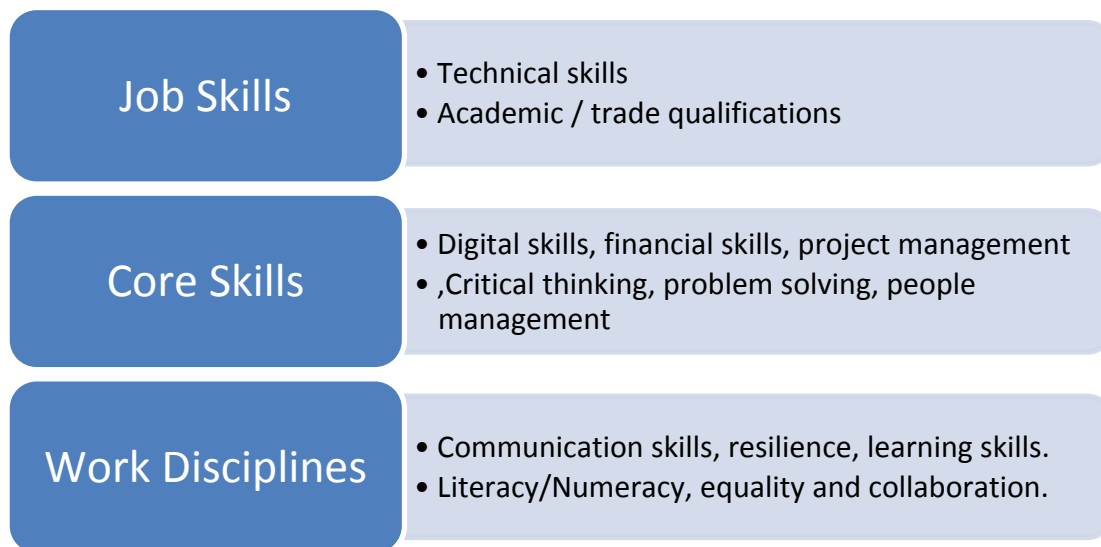 Job Skills
• Technical skills
• Academic / trade qualifications
Core Skills
• Digital skills, financial skills, project management
• ,Critical thinking, problem solving, people
management
Work Disciplines
• Communication skills, resilience, learning skills.
• Literacy/Numeracy, equality and collaboration.